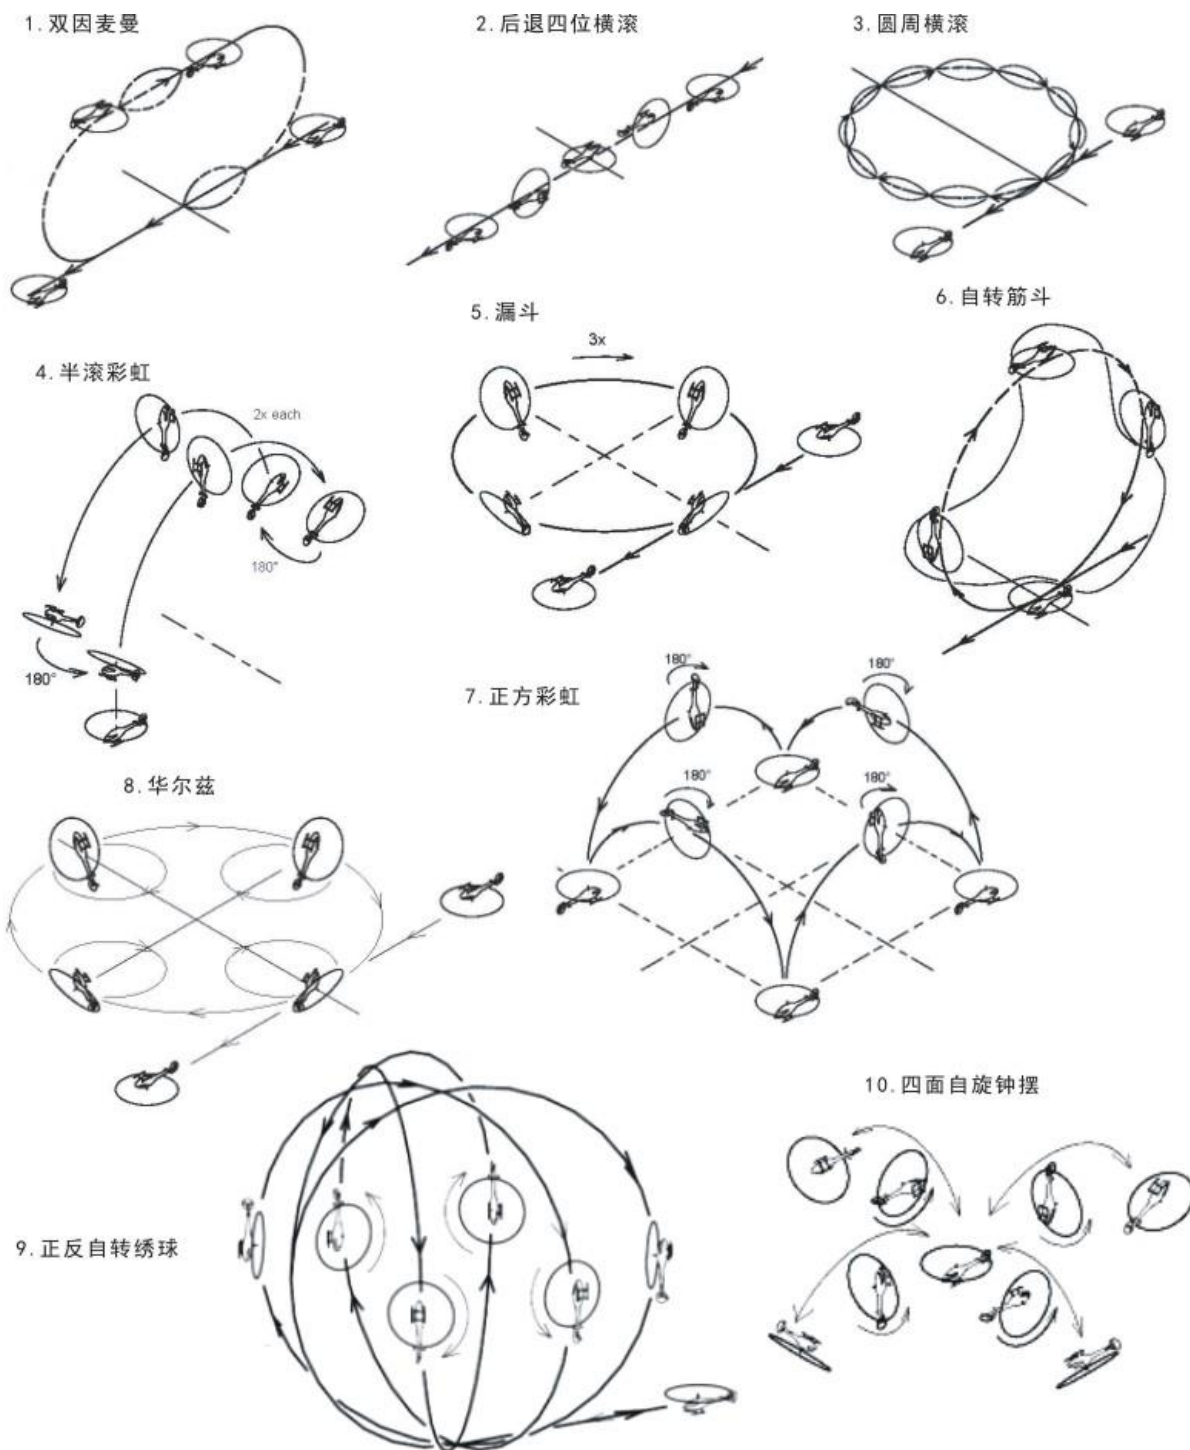 1.双因麦曼
2.后退四位横滚
3.圆周横滚
4.半滚彩虹
2x each
180°
180°
5.漏斗
3x
6.自转筋斗
7.正方彩虹
180°
180°
180°
180°
8.华尔兹
9.正反自转绣球
10.四面自旋钟摆